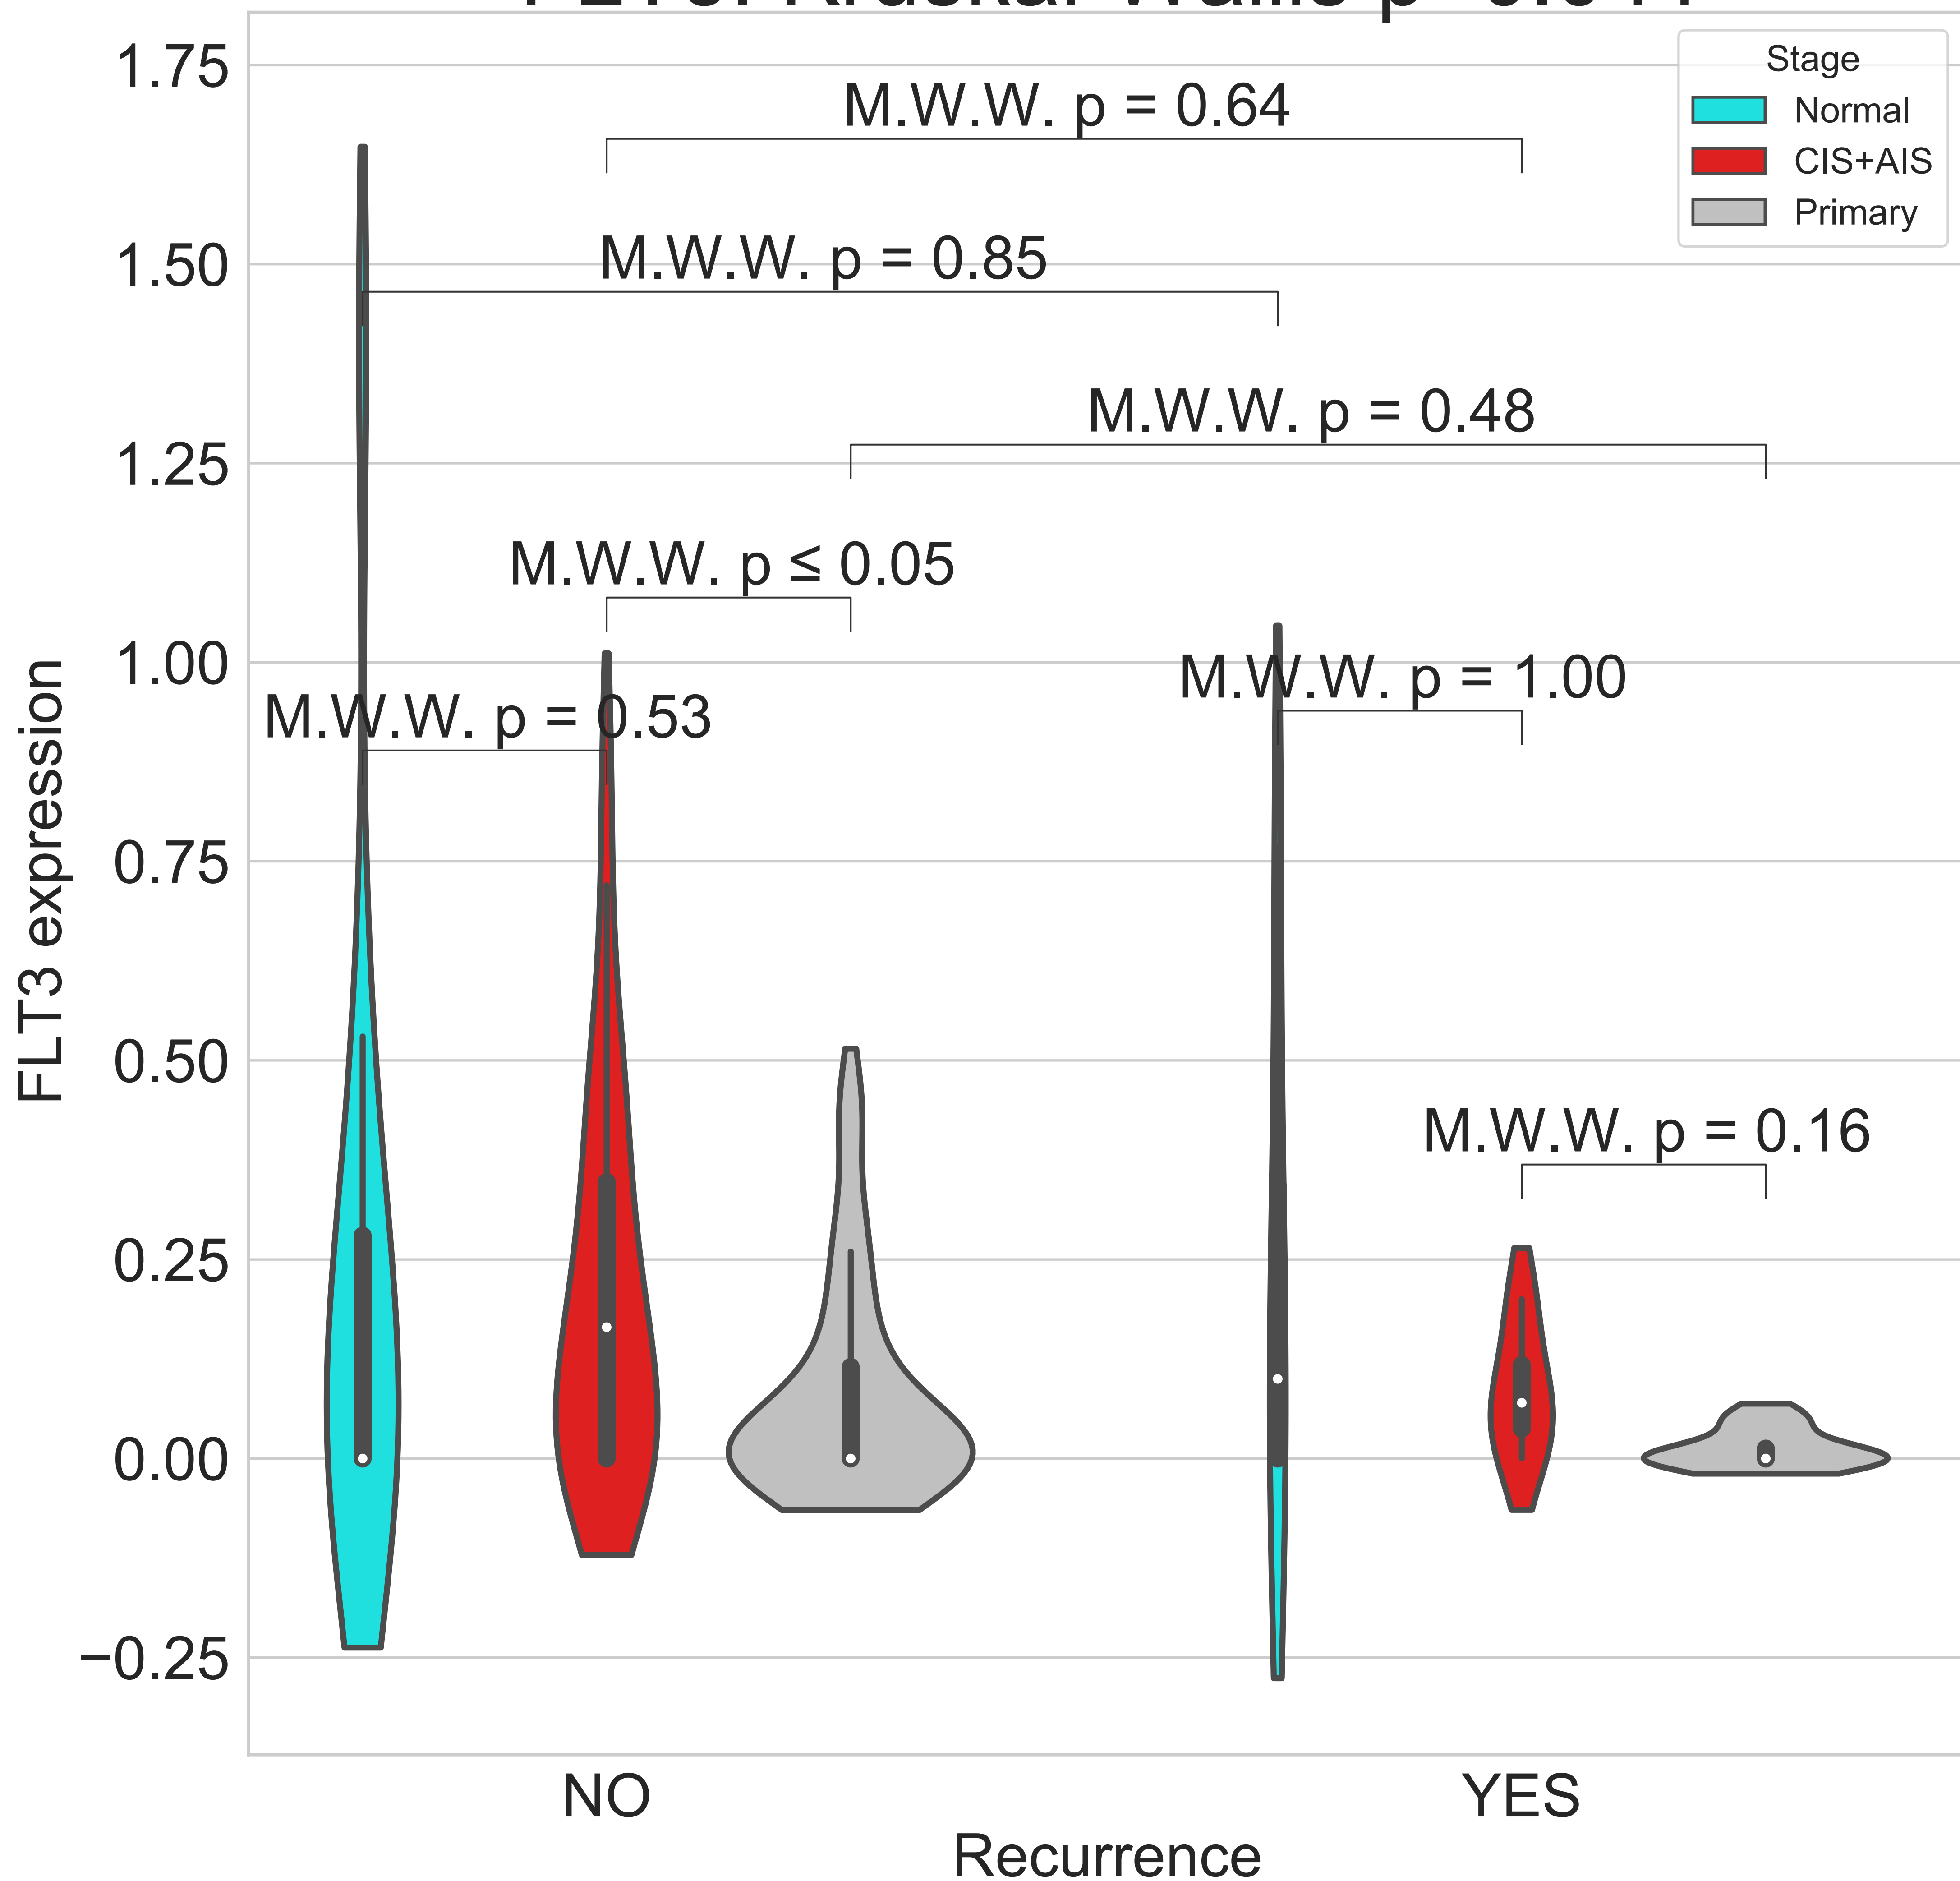 1.75
1.50
1.25
1.00
0.75
0.50
0.25
0.00
−0.25
FLT3 expression
Stage
Normal
CIS+AIS
Primary
M.W.W. p = 0.64
M.W.W. p = 0.85
M.W.W. p = 0.48
M.W.W. p ≤ 0.05
M.W.W. p = 0.53
M.W.W. p = 1.00
M.W.W. p = 0.16
NO
YES
Recurrence